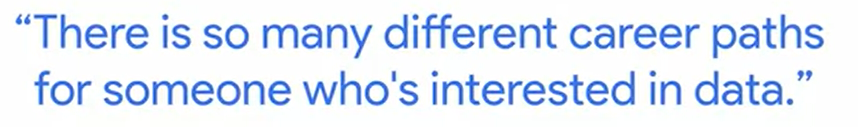 “There is so many different career paths
for someone who's interested in data.”